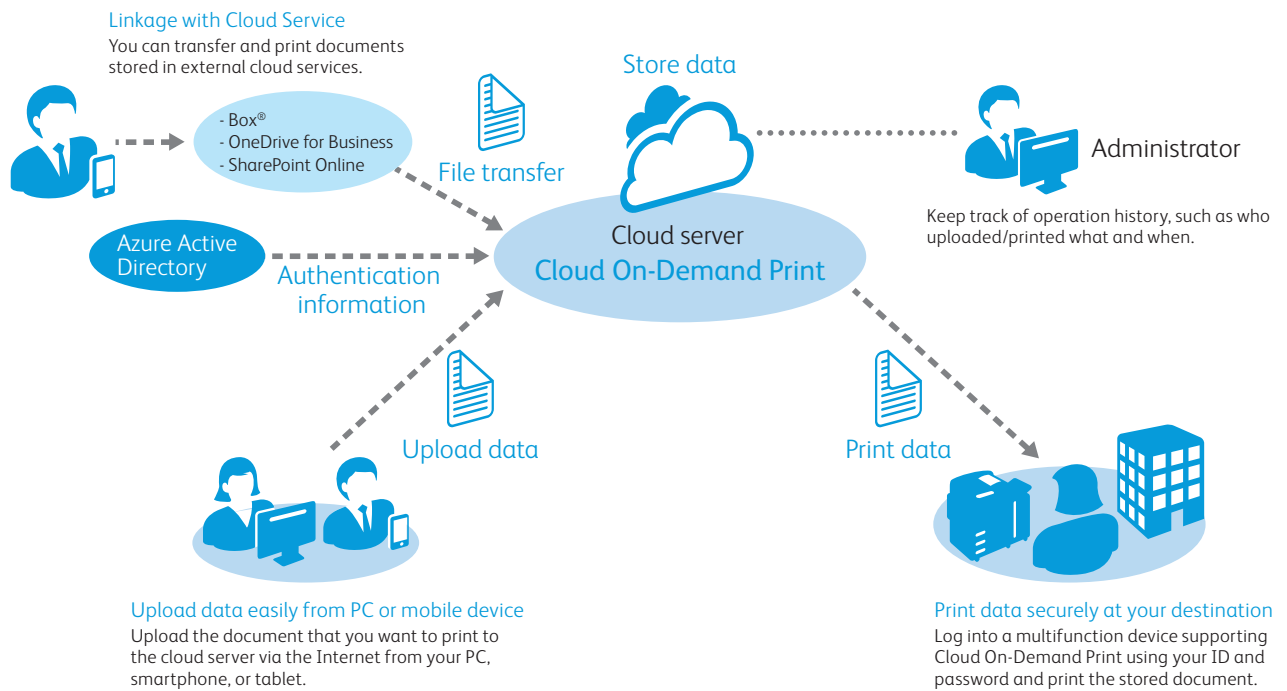 Linkage with Cloud Service
You can transfer and print documents
stored in external cloud services.
- Box®
- OneDrive for Business
- SharePoint Online
File transfer
Store data
Administrator
Keep track of operation history, such as who
uploaded/printed what and when.
Azure Active
Directory
Authentication
information
Cloud server
Cloud On-Demand Print
Upload data
Print data
Upload data easily from PC or mobile device
Upload the document that you want to print to
the cloud server via the Internet from your PC,
smartphone, or tablet.
Print data securely at your destination
Log into a multifunction device supporting
Cloud On-Demand Print using your ID and
password and print the stored document.